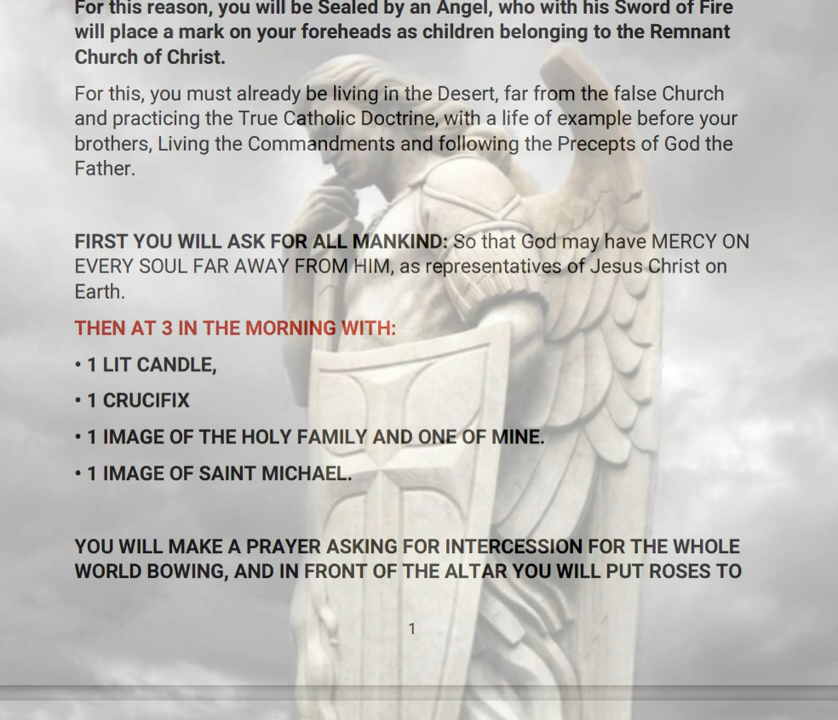 For this reason, you will be Sealed by an Angel, who with his Sword of Fire
will place a mark on your foreheads as children belonging to the Remnant
Church of Christ.
For this, you must already be living in the Desert, far from the false Church
and practicing the True Catholic Doctrine, with a life of example before your
brothers, Living the Commandments and following the Precepts of God the
Father.
FIRST YOU WILL ASK FOR ALL MANKIND: So that God may have MERCY ON
EVERY SOUL FAR AWAY FROM HIM, as representatives of Jesus Christ on
Earth.
THEN AT 3 IN THE MORNING WITH:
• 1 LIT CANDLE,
• 1 CRUCIFIX
• 1 IMAGE OF THE HOLY FAMILY AND ONE OF MINE.
• 1 IMAGE OF SAINT MICHAEL.
YOU WILL MAKE A PRAYER ASKING FOR INTERCESSION FOR THE WHOLE
WORLD BOWING, AND IN FRONT OF THE ALTAR YOU WILL PUT ROSES TO
1